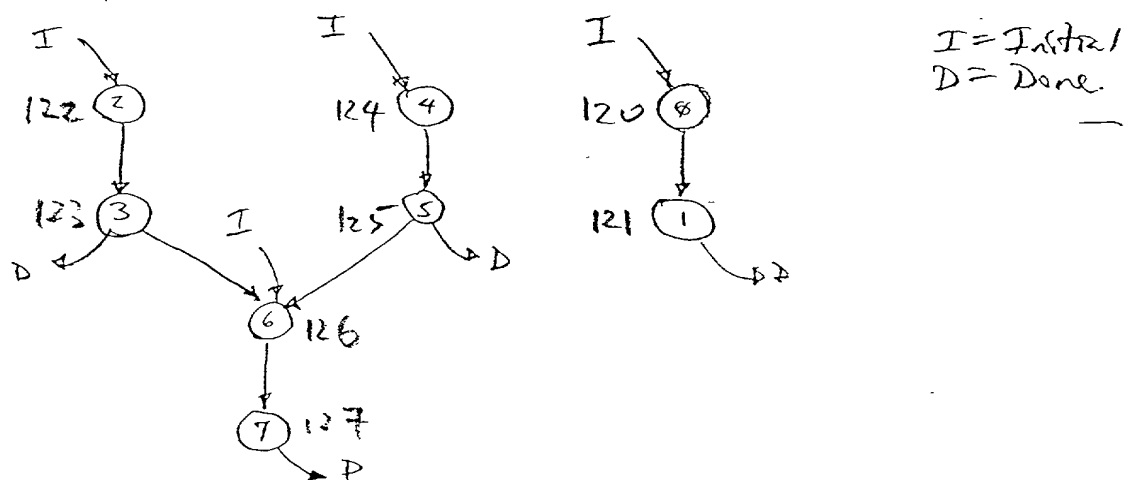 I I I I = Initial
D = Done.
122 2 124 4 120 0
123 3 I 125 5 121 1
D D D
6 126
7 127
D